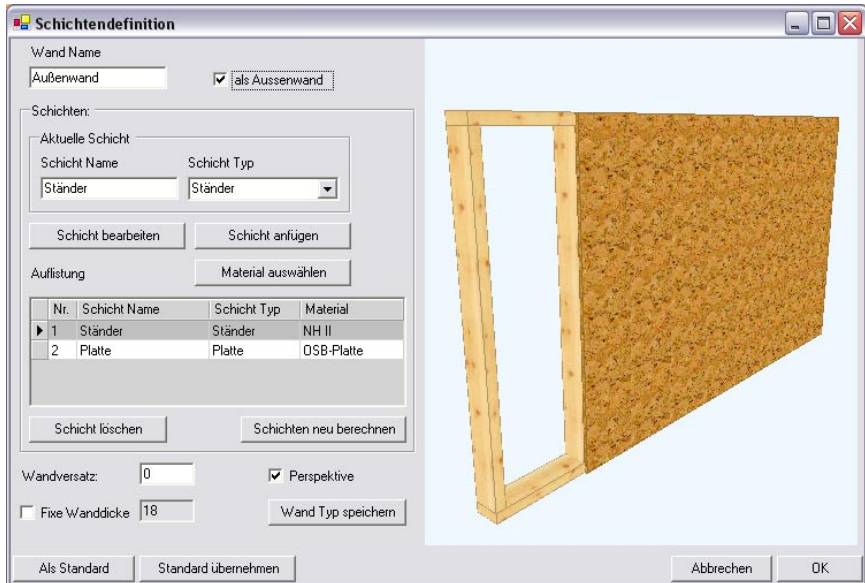 Schichtendefinition
Wand Name
Außenwand
als Aussenwand
Schichten:
Aktuelle Schicht
Schicht Name Schicht Typ
Ständer Ständer
Schicht bearbeiten Schicht anfügen
Auflistung Material auswählen
Nr. Schicht Name Schicht Typ Material
1 Ständer Ständer NH II
2 Platte Platte OSB-Platte
Schicht löschen Schichten neu berechnen
Wandversatz: 0 Perspektive
Fixe Wanddicke 18 Wand Typ speichern
Als Standard Standard übernehmen Abbrechen OK